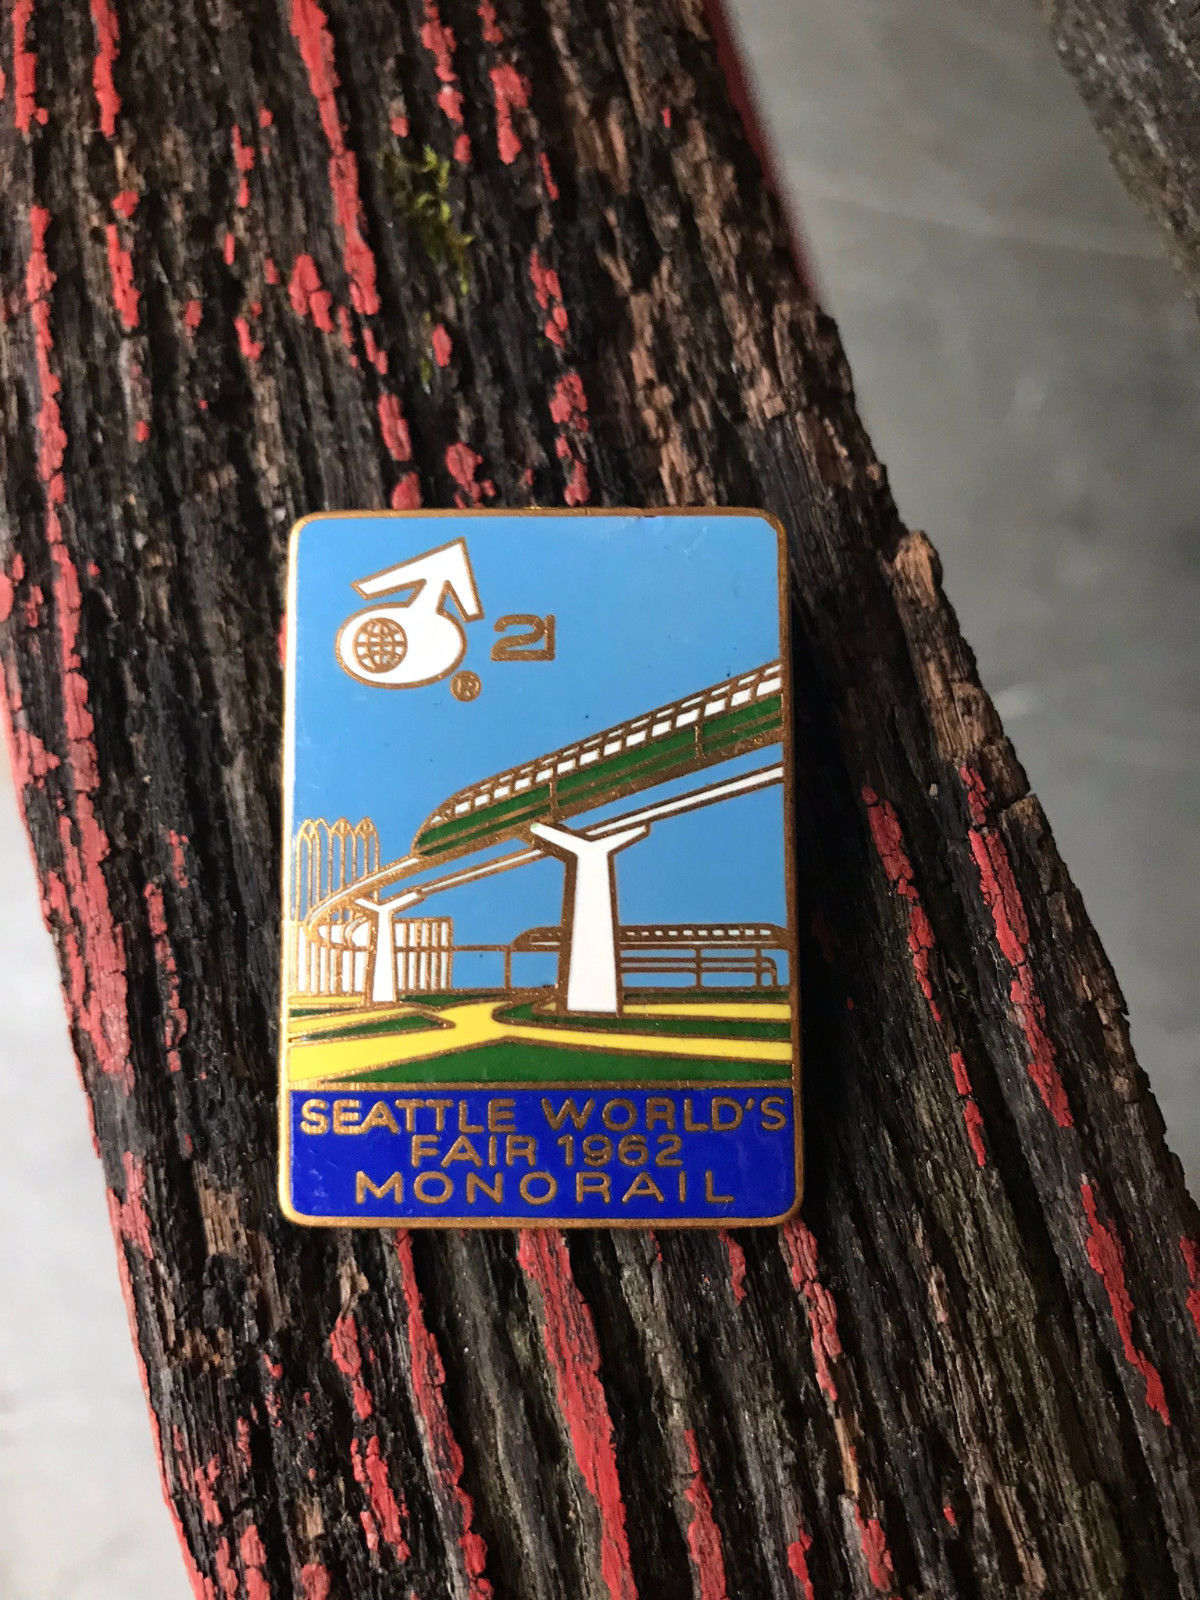 21
®
SEATTLE WORLD'S
FAIR 1962
MONORAIL